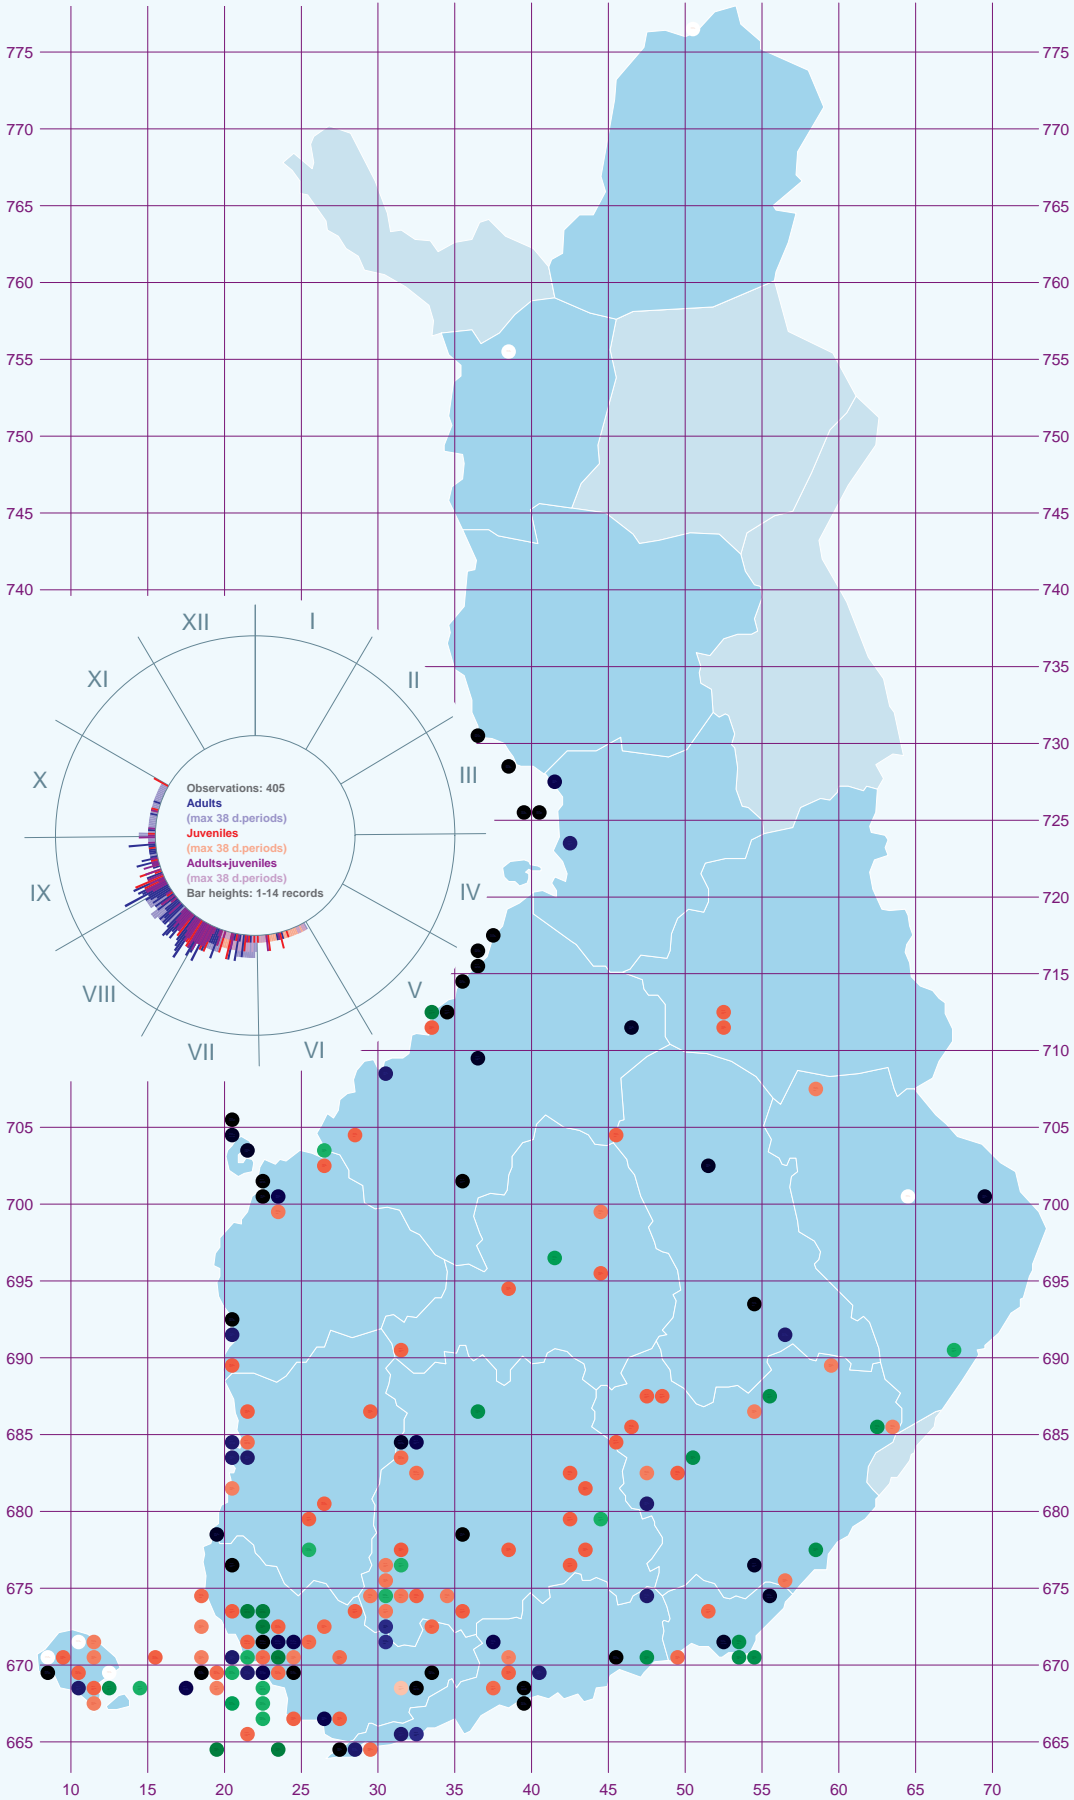 775 775
770 770
765 765
760 760
755 755
750 750
745 745
740 740
XII I
735
XI II
730
X III
Observations: 405
Adults
(max 38 d.periods)
Juveniles
(max 38 d.periods)
Adults+juveniles
(max 38 d.periods)
Bar heights: 1-14 records
725
IX IV
720
715
VIII V
VII VI
710
705 705
700 700
695 695
690 690
685 685
680 680
675 675
670 670
665 665
10 15 20 25 30 35 40 45 50 55 60 65 70